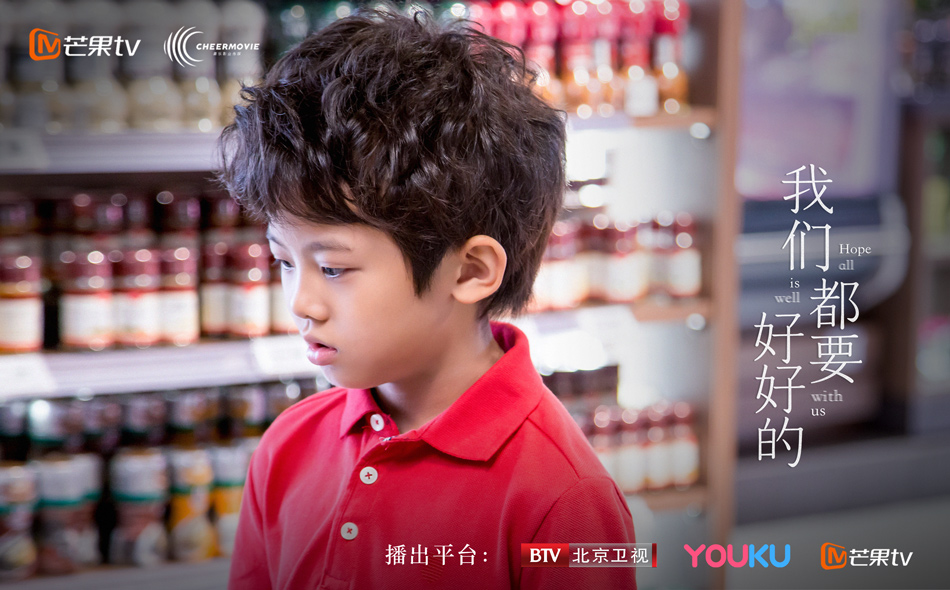 芒果tv
CHEERMOVIE
我们都要
好好的
Hope
all
is
well
with
us
播出平台：
BTV 北京卫视
YOUKU
芒果tv